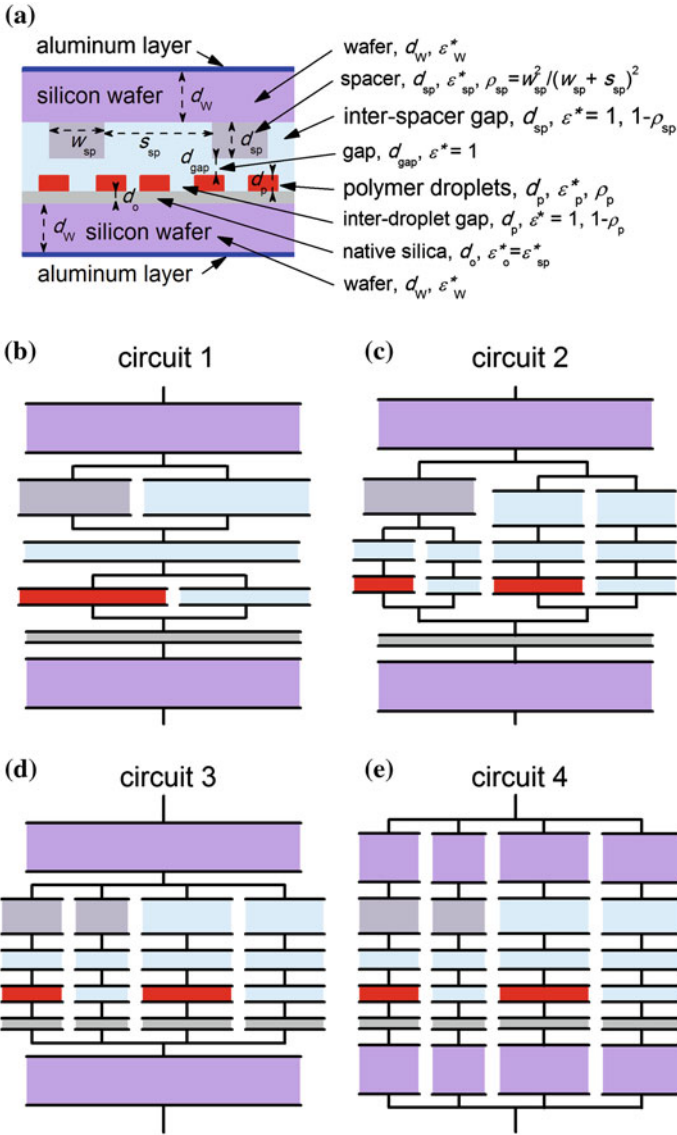 (a)
aluminum layer
silicon wafer
d_W
w_sp
s_sp
d_sp
d_gap
d_p
d_o
d_W
silicon wafer
aluminum layer
wafer, d_W, ε*_W
spacer, d_sp, ε*_sp, ρ_sp = w²_sp/(w_sp + s_sp)²
inter-spacer gap, d_sp, ε* = 1, 1-ρ_sp
gap, d_gap, ε* = 1
polymer droplets, d_p, ε*_p, ρ_p
inter-droplet gap, d_p, ε* = 1, 1-ρ_p
native silica, d_o, ε*_o = ε*_sp
wafer, d_W, ε*_W
(b)
circuit 1
(c)
circuit 2
(d)
circuit 3
(e)
circuit 4